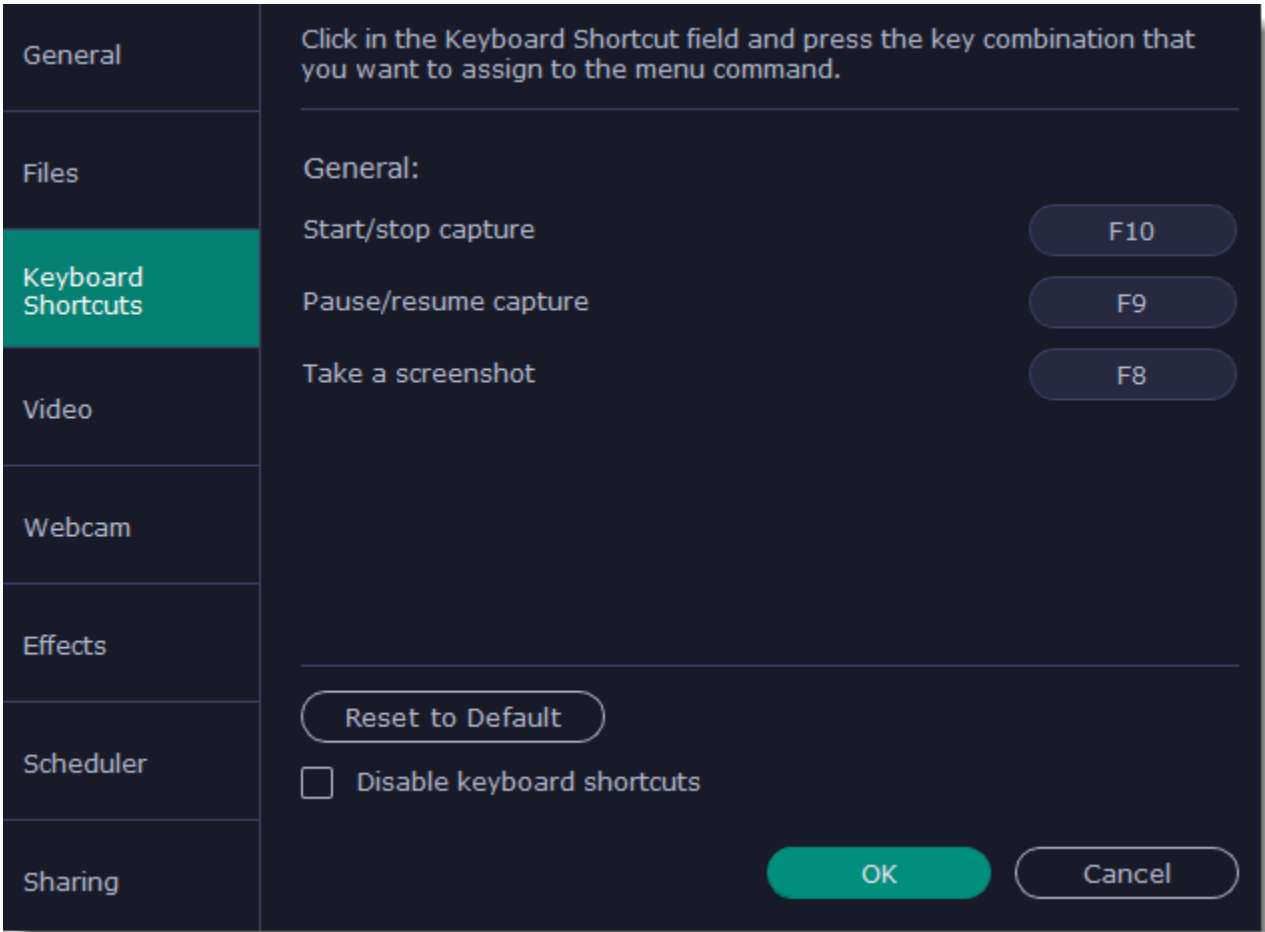 General
Files
Keyboard
Shortcuts
Video
Webcam
Effects
Scheduler
Sharing
Click in the Keyboard Shortcut field and press the key combination that
you want to assign to the menu command.
General:
Start/stop capture F10
Pause/resume capture F9
Take a screenshot F8
Reset to Default
Disable keyboard shortcuts
OK Cancel